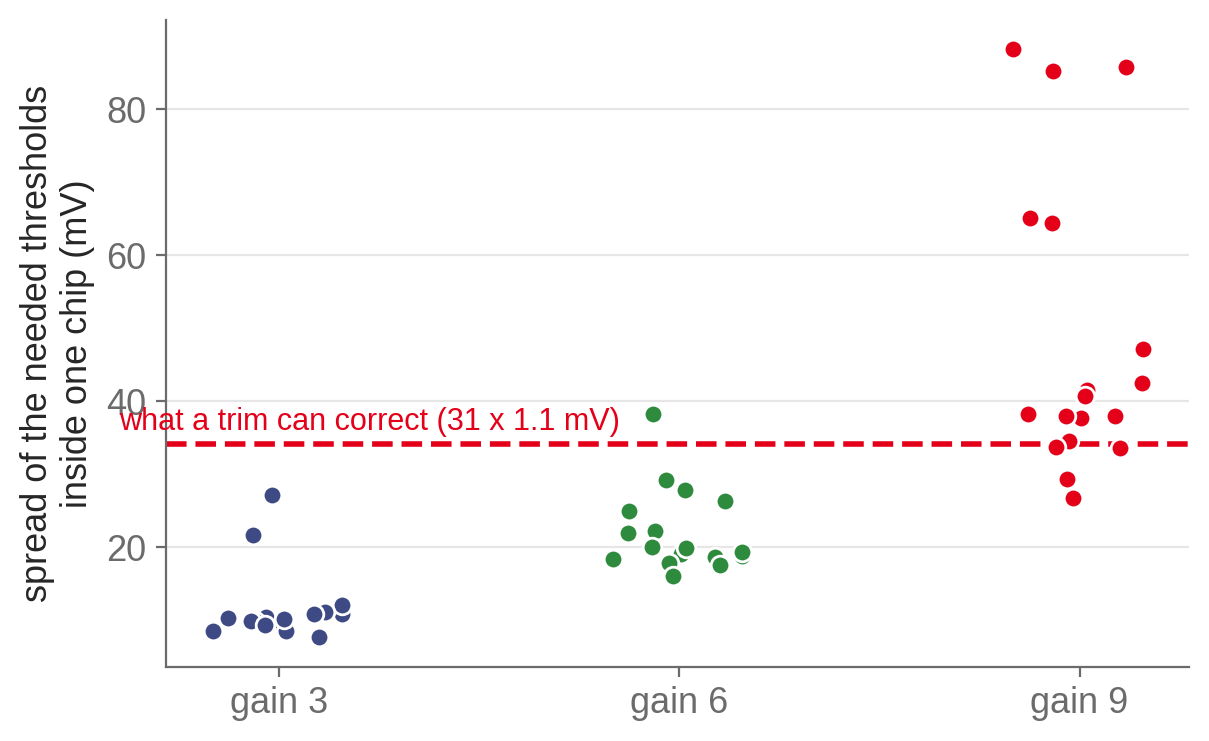 spread of the needed thresholds
inside one chip (mV)
80
60
40
20
what a trim can correct (31 x 1.1 mV)
gain 3
gain 6
gain 9